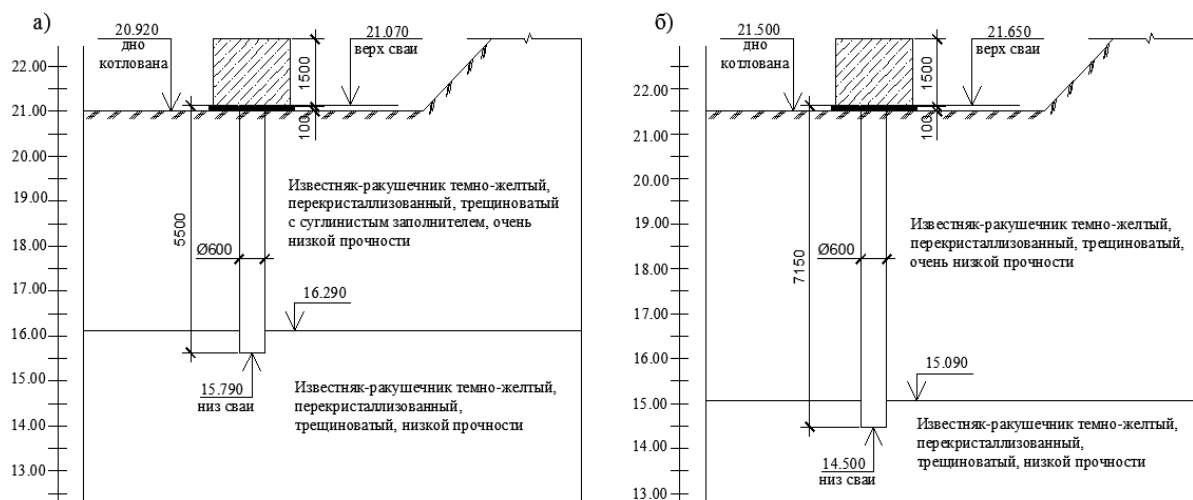 а)
20.920
дно
котлована
21.070
верх сваи
1500
100
22.00
21.00
20.00
19.00
18.00
17.00
16.00
15.00
14.00
13.00
5500
Ø600
Известняк-ракушечник темно-желтый,
перекристаллизованный, трещиноватый
с суглинистым заполнителем, очень
низкой прочности
16.290
15.790
низ сваи
Известняк-ракушечник темно-желтый,
перекристаллизованный,
трещиноватый, низкой прочности
б)
21.500
дно
котлована
21.650
верх сваи
1500
100
22.00
21.00
20.00
19.00
18.00
17.00
16.00
15.00
14.00
13.00
7150
Ø600
Известняк-ракушечник темно-желтый,
перекристаллизованный, трещиноватый,
очень низкой прочности
15.090
14.500
низ сваи
Известняк-ракушечник темно-желтый,
перекристаллизованный,
трещиноватый, низкой прочности